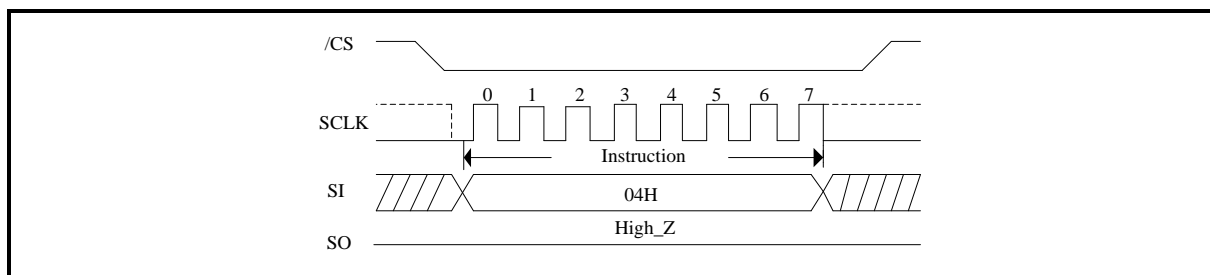 /CS
0 1 2 3 4 5 6 7
SCLK
Instruction
SI
04H
High_Z
SO